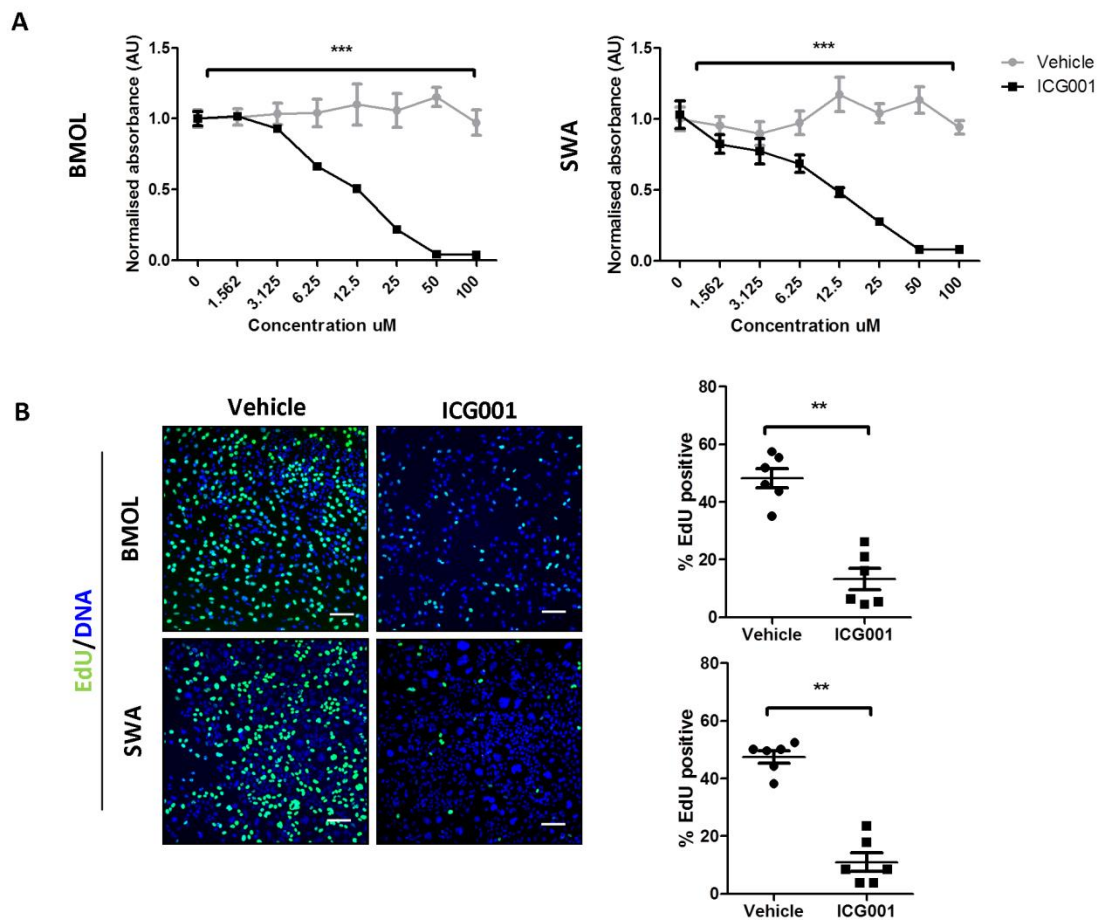 A
BMOL
Normalised absorbance (AU)
1.5
1.0
0.5
0.0
***
0
1.562
3.125
6.25
12.5
25
50
100
Concentration uM
SWA
Normalised absorbance (AU)
1.5
1.0
0.5
0.0
***
0
1.562
3.125
6.25
12.5
25
50
100
Concentration uM
Vehicle
ICG001
B
Vehicle
ICG001
EdU/DNA
BMOL
SWA
% EdU positive
80
60
40
20
0
**
Vehicle
ICG001
% EdU positive
80
60
40
20
0
**
Vehicle
ICG001